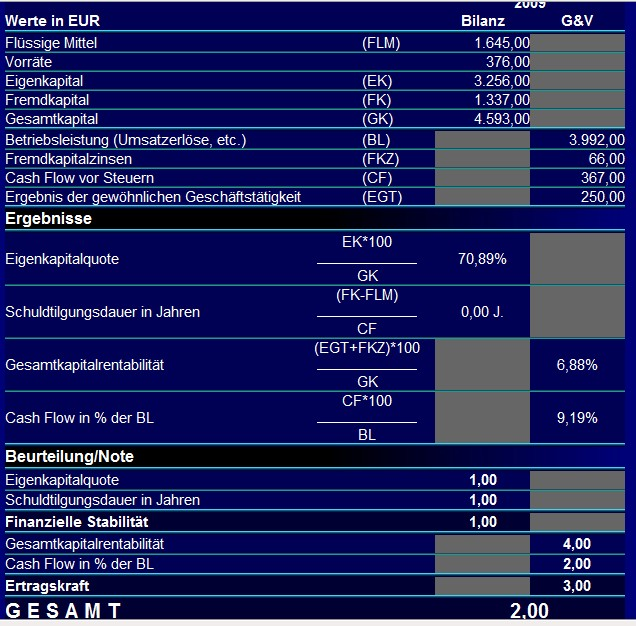 2009
Werte in EUR Bilanz G&V
Flüssige Mittel (FLM) 1.645,00
Vorräte 376,00
Eigenkapital (EK) 3.256,00
Fremdkapital (FK) 1.337,00
Gesamtkapital (GK) 4.593,00
Betriebsleistung (Umsatzerlöse, etc.) (BL) 3.992,00
Fremdkapitalzinsen (FKZ) 66,00
Cash Flow vor Steuern (CF) 367,00
Ergebnis der gewöhnlichen Geschäftstätigkeit (EGT) 250,00
Ergebnisse
EK*100
Eigenkapitalquote 70,89%
GK
(FK-FLM)
Schuldtilgungsdauer in Jahren 0,00 J.
CF
(EGT+FKZ)*100
Gesamtkapitalrentabilität 6,88%
GK
CF*100
Cash Flow in % der BL 9,19%
BL
Beurteilung/Note
Eigenkapitalquote 1,00
Schuldtilgungsdauer in Jahren 1,00
Finanzielle Stabilität 1,00
Gesamtkapitalrentabilität 4,00
Cash Flow in % der BL 2,00
Ertragskraft 3,00
G E S A M T 2,00